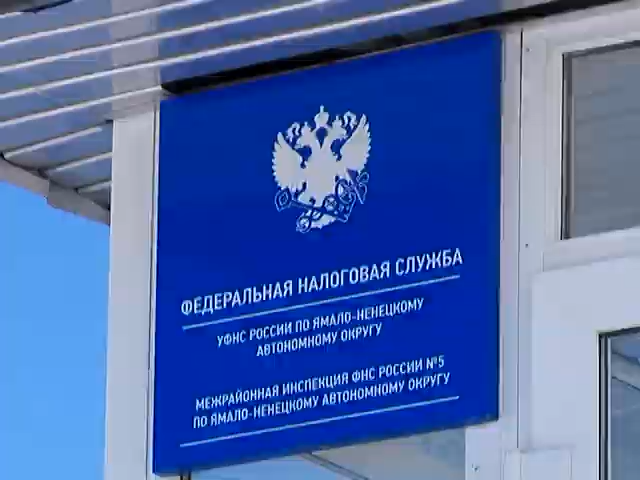 ФЕДЕРАЛЬНАЯ НАЛОГОВАЯ СЛУЖБА
УФНС РОССИИ ПО ЯМАЛО-НЕНЕЦКОМУ
АВТОНОМНОМУ ОКРУГУ
МЕЖРАЙОННАЯ ИНСПЕКЦИЯ ФНС РОССИИ №5
ПО ЯМАЛО-НЕНЕЦКОМУ АВТОНОМНОМУ ОКРУГУ